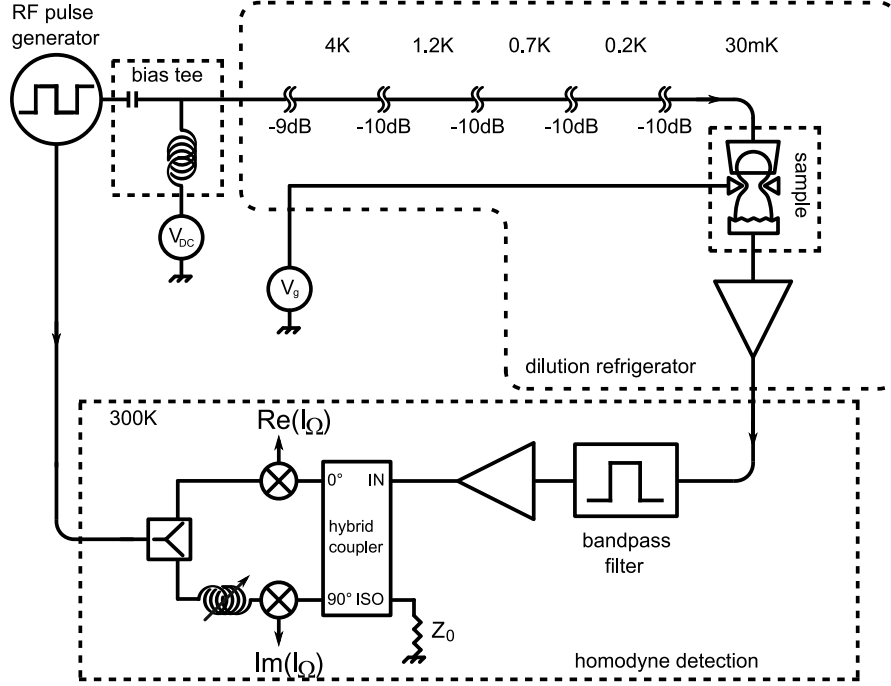 RF pulse
generator
bias tee
4K
1.2K
0.7K
0.2K
30mK
-9dB
-10dB
-10dB
-10dB
-10dB
sample
V_DC
V_g
dilution refrigerator
300K
Re(I_Ω)
0°
IN
hybrid
coupler
90°
ISO
bandpass
filter
Z_0
Im(I_Ω)
homodyne detection